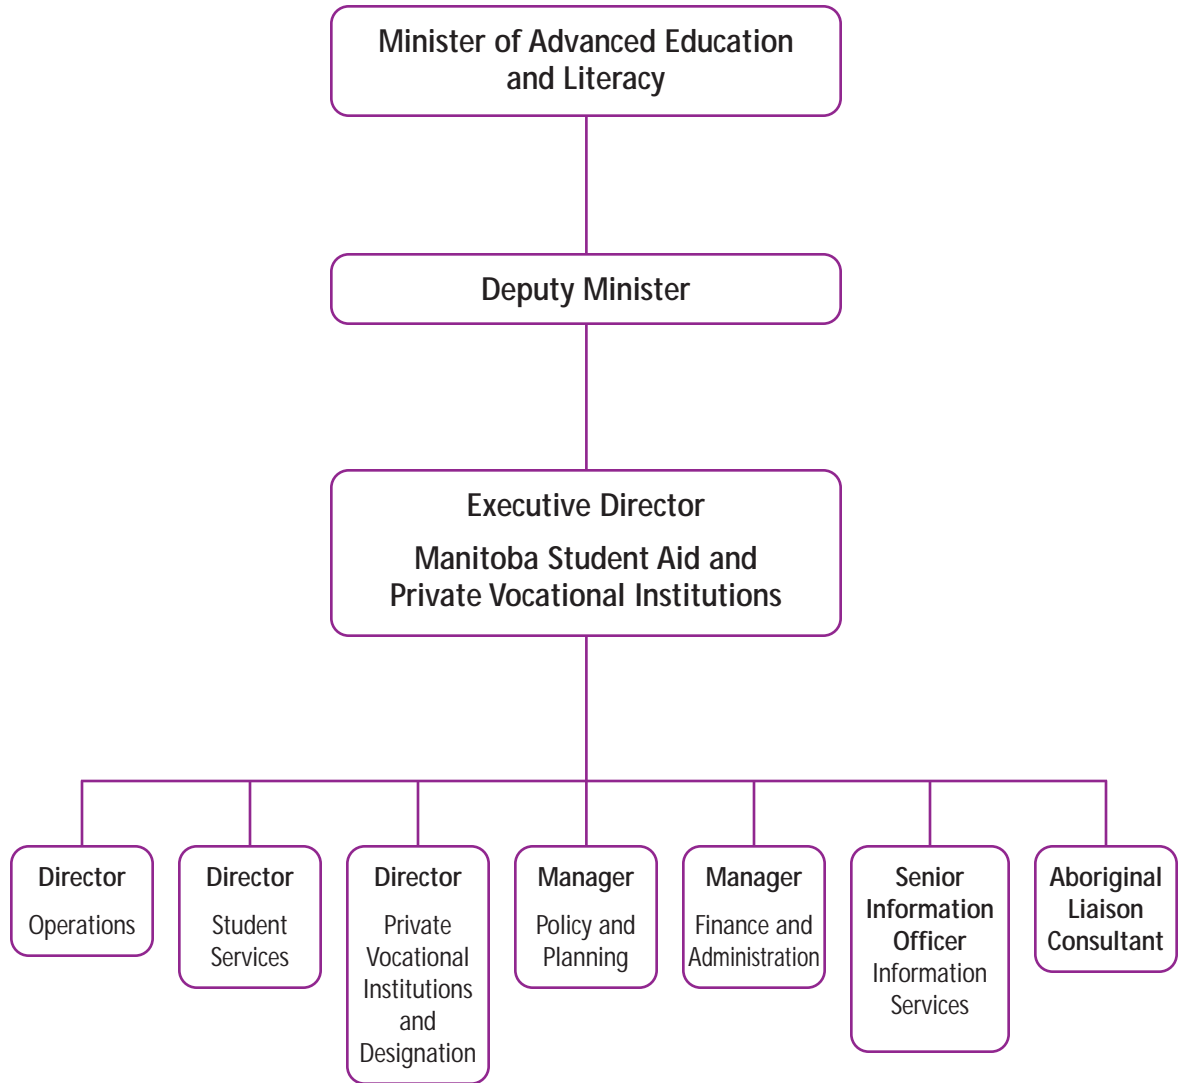 Minister of Advanced Education
and Literacy
Deputy Minister
Executive Director
Manitoba Student Aid and
Private Vocational Institutions
Director
Operations
Director
Student
Services
Director
Private
Vocational
Institutions
and
Designation
Manager
Policy and
Planning
Manager
Finance and
Administration
Senior
Information
Officer
Information
Services
Aboriginal
Liaison
Consultant